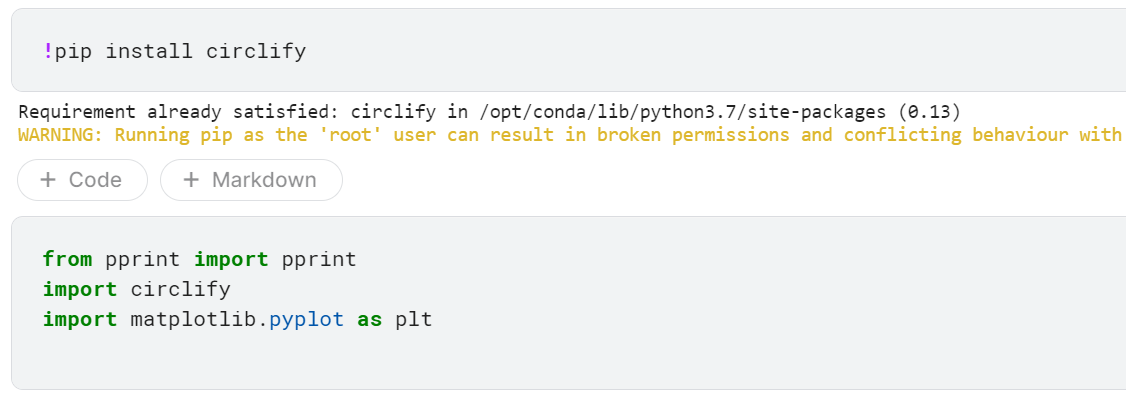 !pip install circlify
Requirement already satisfied: circlify in /opt/conda/lib/python3.7/site-packages (0.13)
WARNING: Running pip as the 'root' user can result in broken permissions and conflicting behaviour with
+ Code + Markdown
from pprint import pprint
import circlify
import matplotlib.pyplot as plt